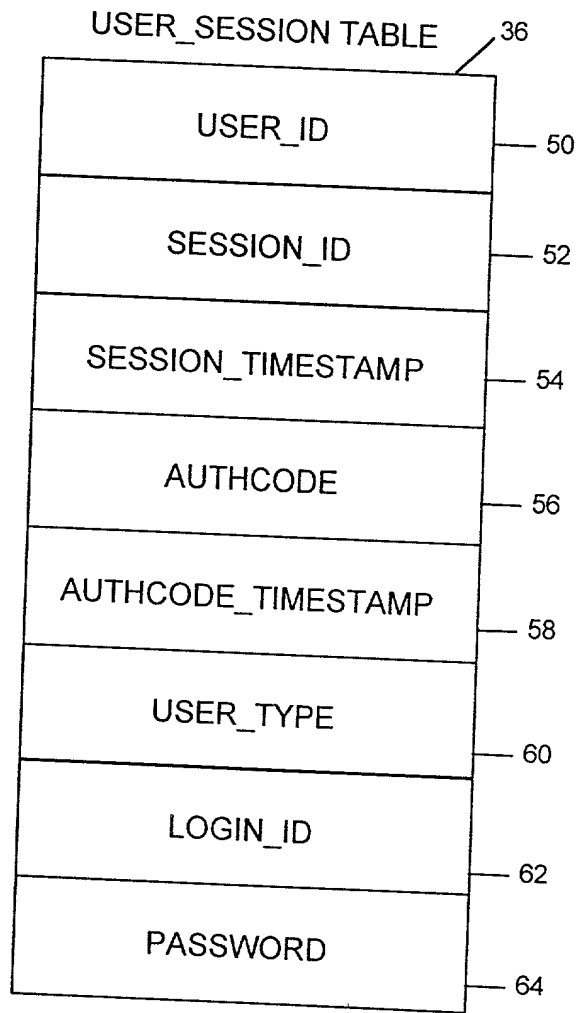 USER_SESSION TABLE 36
USER_ID 50
SESSION_ID 52
SESSION_TIMESTAMP 54
AUTHCODE 56
AUTHCODE_TIMESTAMP 58
USER_TYPE 60
LOGIN_ID 62
PASSWORD 64